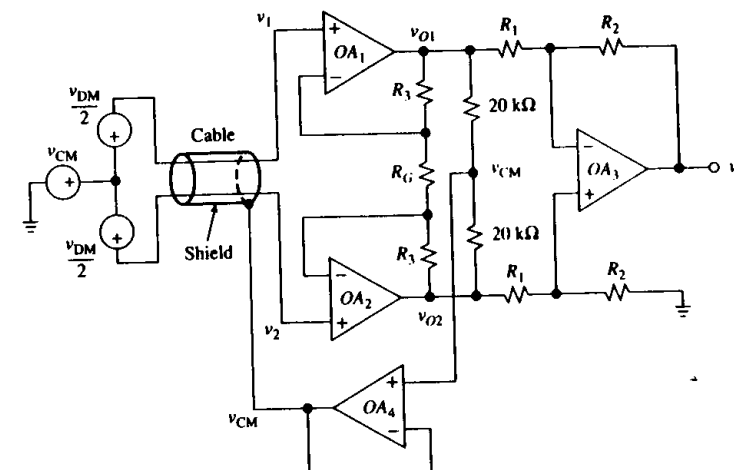 v1
vO1
R1
R2
+
OA1
−
R3
20 kΩ
vDM
2
Cable
vCM
+
+
RG
vCM
−
OA3
+
v
+
vDM
2
Shield
R3
20 kΩ
−
OA2
+
R1
R2
v2
vO2
vCM
+
OA4
−